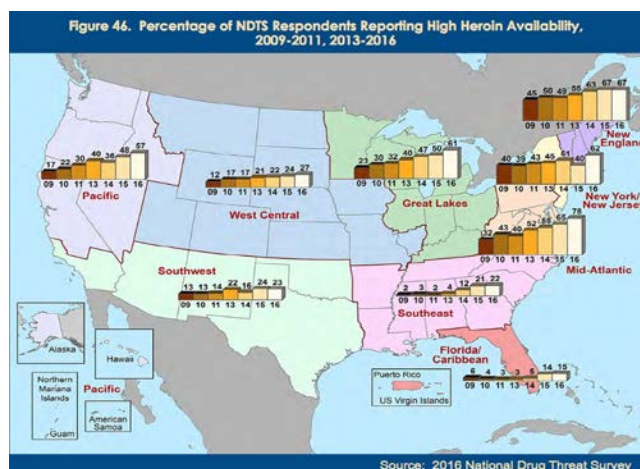 Figure 46. Percentage of NDTS Respondents Reporting High Heroin Availability,
2009-2011, 2013-2016
45 50 49 56 63 67 67
09 10 11 13 14 15 16
New
England
17 22 30 40 36 48 57
09 10 11 13 14 15 16
Pacific
12 17 17 21 22 24 27
09 10 11 13 14 15 16
West Central
23 30 32 40 47 50 61
09 10 11 13 14 15 16
Great Lakes
40 39 43 45 61 40 62
09 10 11 13 14 15 16
New York/
New Jersey
32 43 40 52 65 78
09 10 11 13 14 15 16
Mid-Atlantic
Southwest
13 13 14 22 16 24 23
09 10 11 13 14 15 16
2 3 2 4 12 21 22
09 10 11 13 14 15 16
Southeast
Florida/
Caribbean
6 4 3 3 5 14 15
09 10 11 13 14 15 16
Alaska
Hawaii
Northern
Mariana
Islands
Guam
Pacific
American
Samoa
Puerto Rico
US Virgin Islands
Source: 2016 National Drug Threat Survey